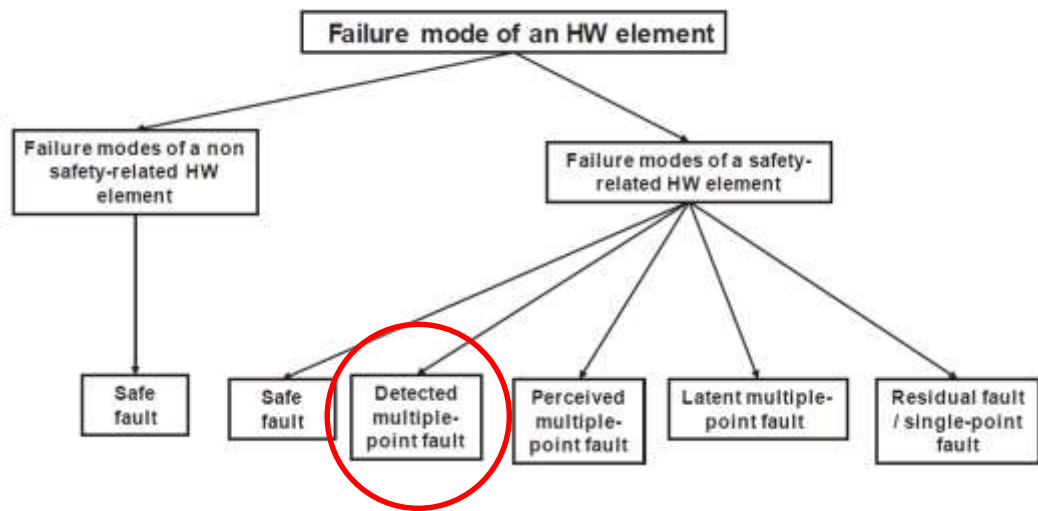 Failure mode of an HW element
Failure modes of a non
safety-related HW
element
Failure modes of a safety-
related HW element
Safe
fault
Safe
fault
Detected
multiple-
point fault
Perceived
multiple-
point fault
Latent multiple-
point fault
Residual fault
/ single-point
fault